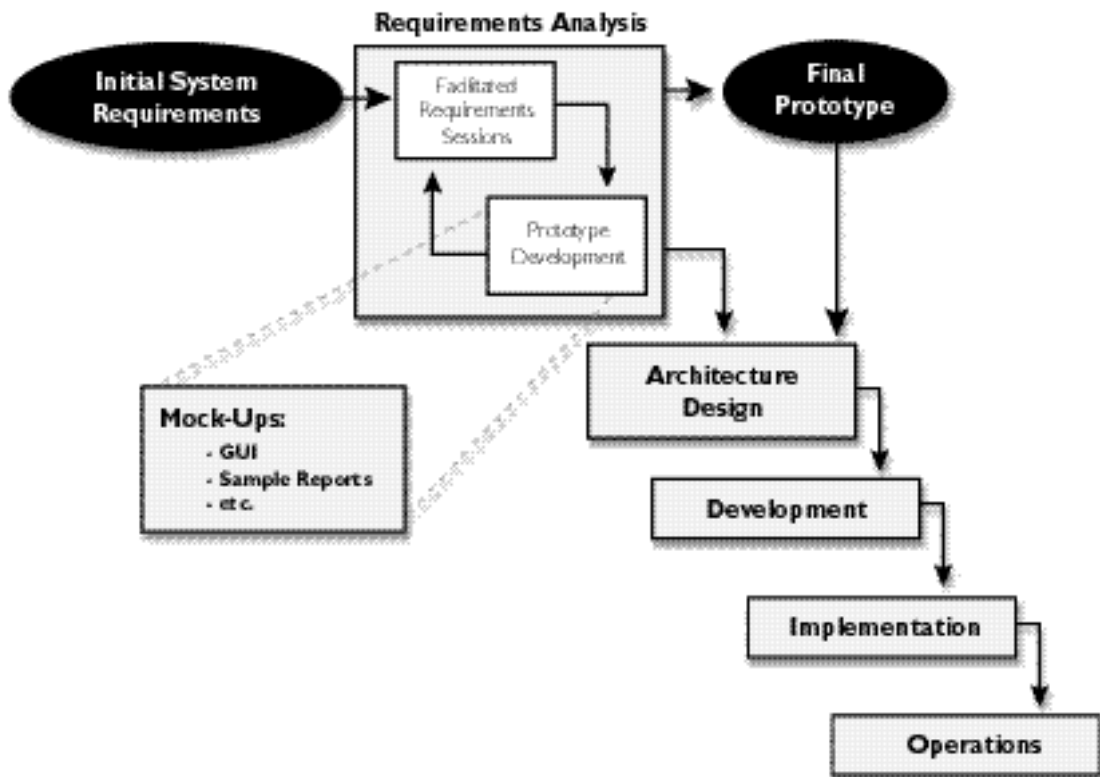 Requirements Analysis
Initial System
Requirements
Facilitated
Requirements
Sessions
Final
Prototype
Prototype
Development
Architecture
Design
Mock-Ups:
- GUI
- Sample Reports
- etc.
Development
Implementation
Operations